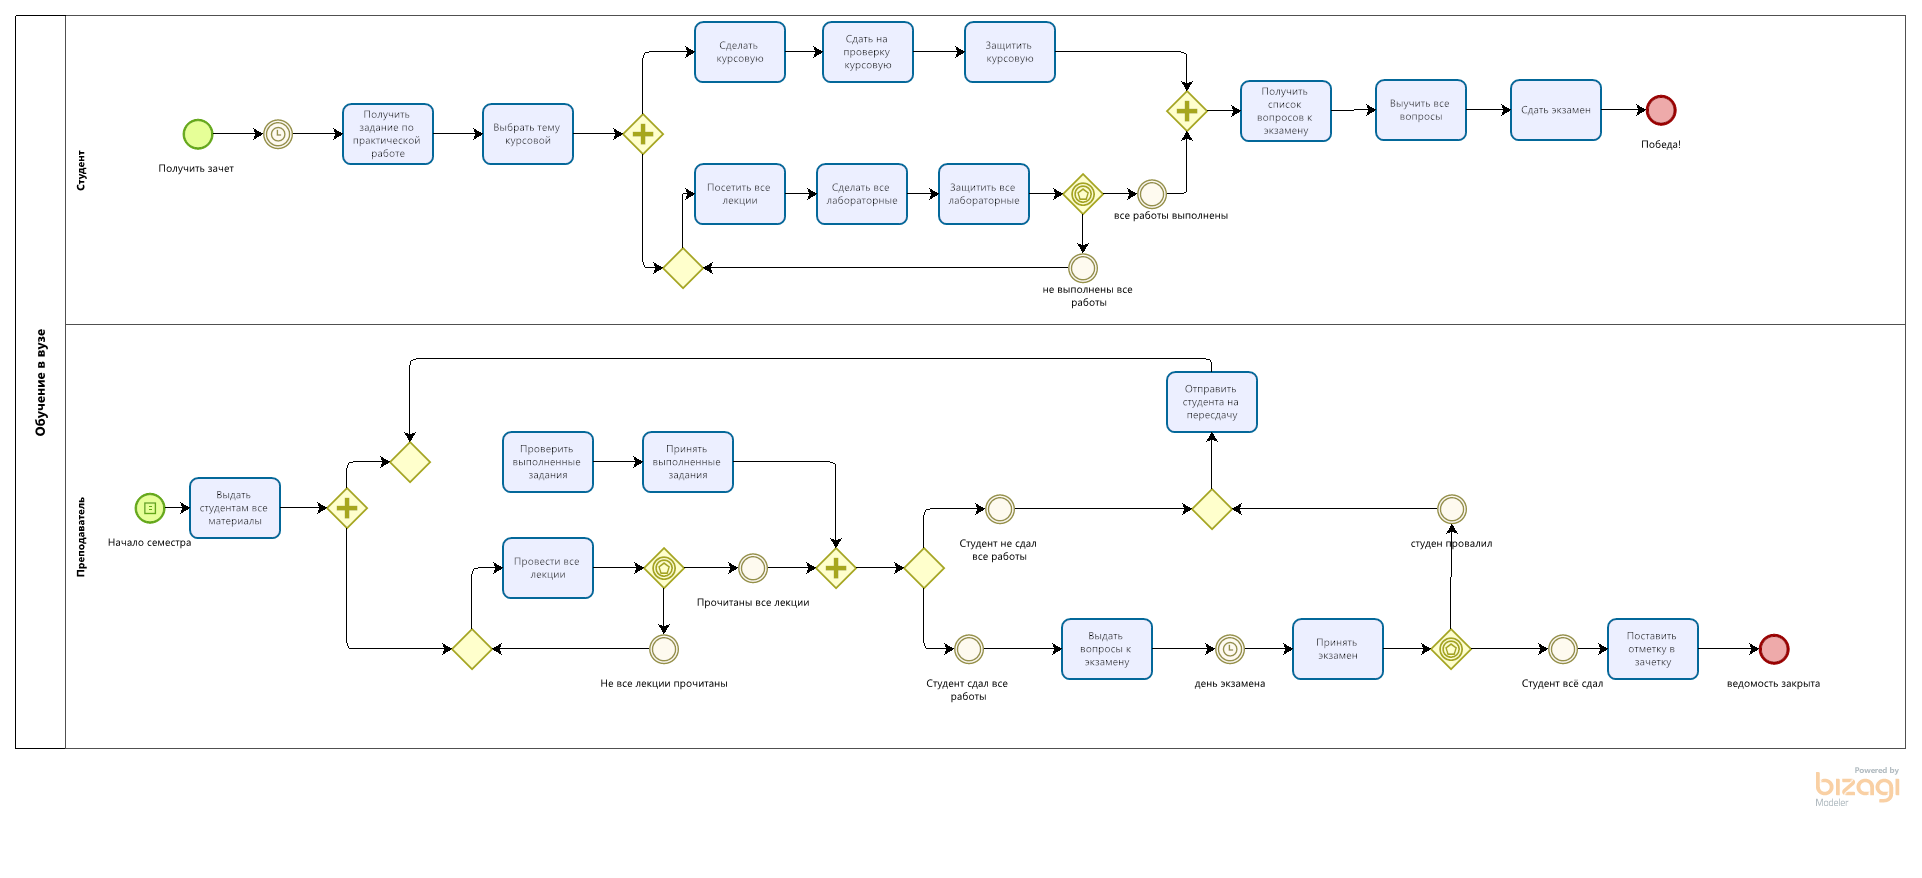 Обучение в вузе
Студент
Получить зачет
Получить
задание по
практической
работе
Выбрать тему
курсовой
Сделать
курсовую
Сдать на
проверку
курсовую
Защитить
курсовую
Посетить все
лекции
Сделать все
лабораторные
Защитить все
лабораторные
все работы выполнены
не выполнены все
работы
Получить
список
вопросов к
экзамену
Выучить все
вопросы
Сдать экзамен
Победа!
Преподаватель
Начало семестра
Выдать
студентам все
материалы
Проверить
выполненные
задания
Принять
выполненные
задания
Провести все
лекции
Прочитаны все лекции
Не все лекции прочитаны
Студент не сдал
все работы
Отправить
студента на
пересдачу
студен провалил
Студент сдал все
работы
Выдать
вопросы к
экзамену
день экзамена
Принять
экзамен
Студент всё сдал
Поставить
отметку в
зачетку
ведомость закрыта
Powered by
bizagi
Modeler